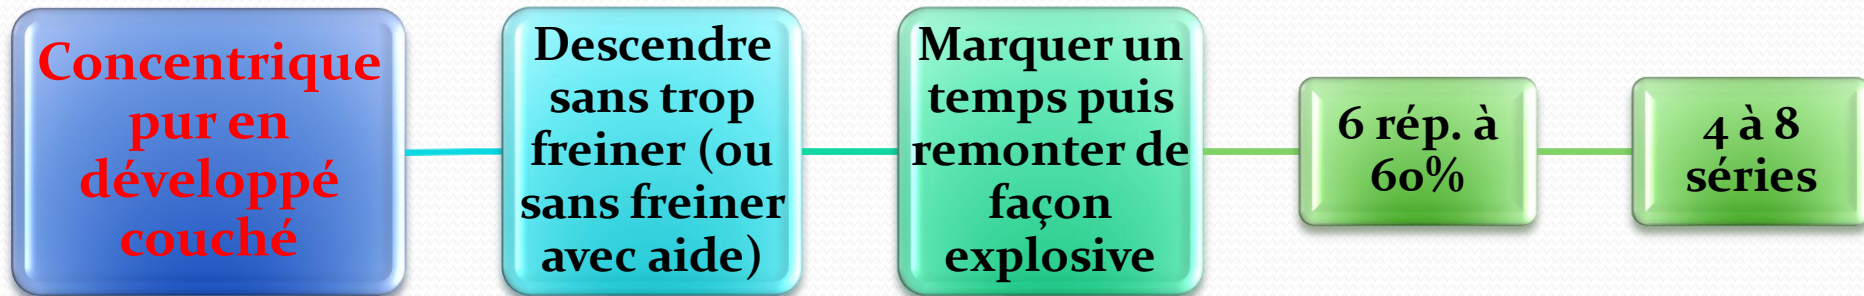 Concentrique
pur en
développé
couché
Descendre
sans trop
freiner (ou
sans freiner
avec aide)
Marquer un
temps puis
remonter de
façon
explosive
6 rép. à
60%
4 à 8
séries